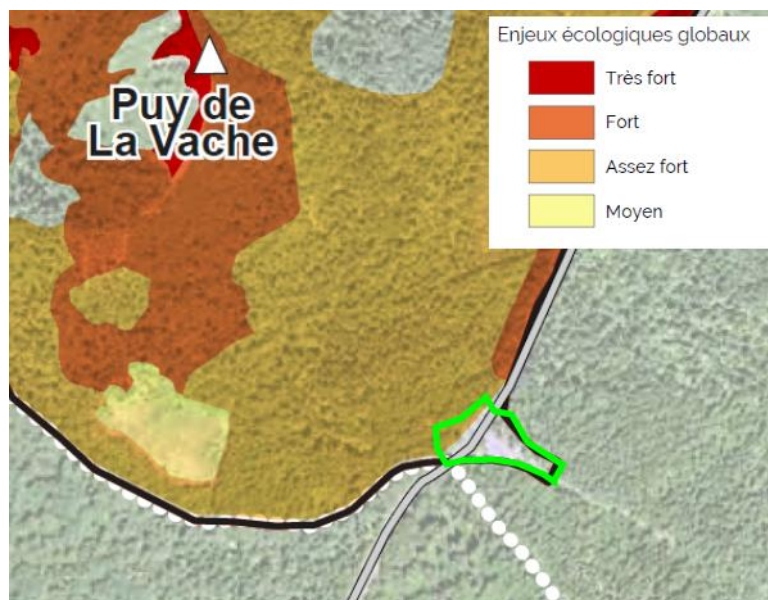 Enjeux écologiques globaux
Très fort
Fort
Assez fort
Moyen
Puy de
La Vache